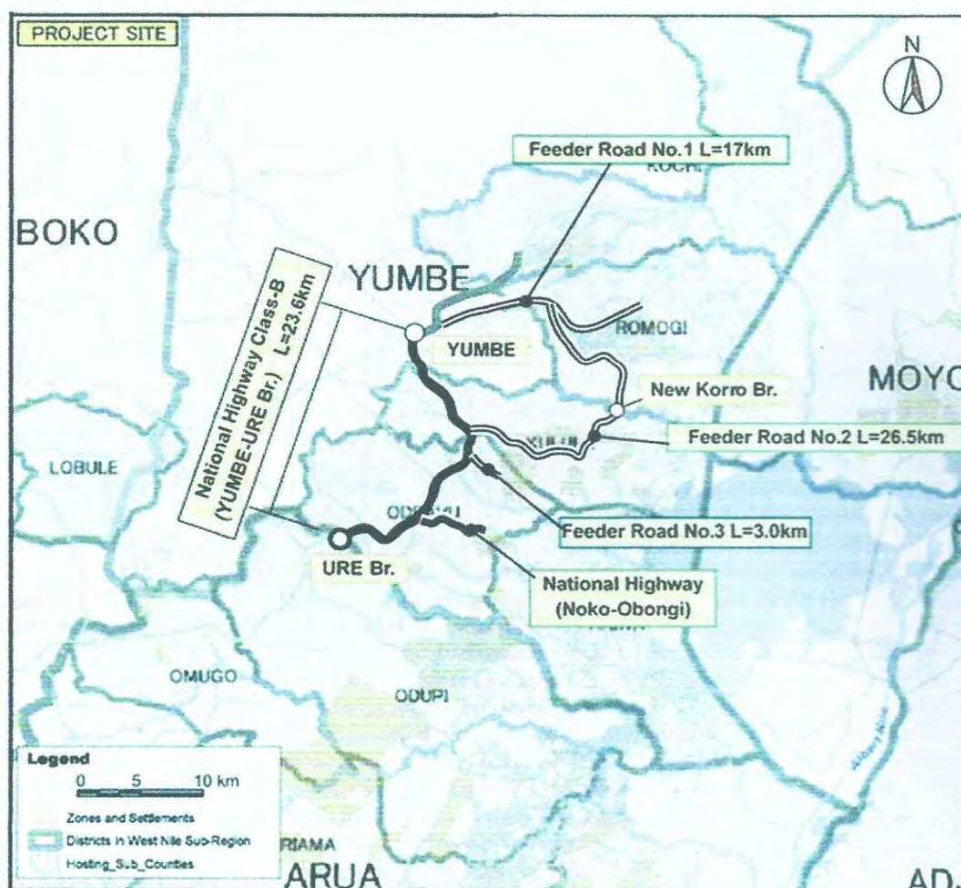 PROJECT SITE
N
Feeder Road No.1 L=17km
KOCHI
BOKO
YUMBE
National Highway Class-B
(YUMBE-URE Br.) L=23.6km
YUMBE
ROMOGI
New Korro Br.
MOYO
Feeder Road No.2 L=26.5km
LOBULE
Feeder Road No.3 L=3.0km
URE Br.
National Highway
(Noko-Obongi)
OMUGO
ODUPI
Legend
0 5 10 km
Zones and Settlements
Districts in West Nile Sub-Region
Hosting_Sub_Counties
RIAMA
ARUA
AD